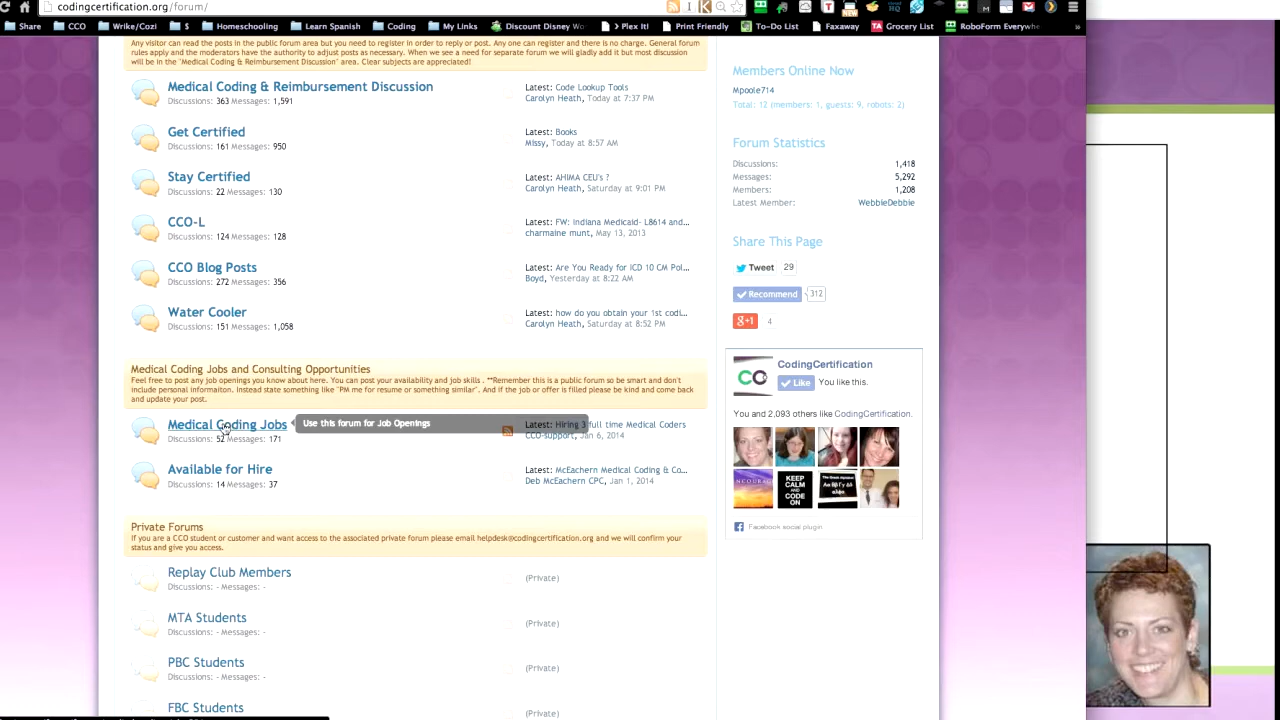 codingcertification.org/forum/
Share
CCO
Wrike/Cozi
Travel
Homeschooling
WDW
Links
Discount Disney Wo
> Plex It!
Coding
To-Do List
Faxaway
Grocery List
RoboForm Everywhe
Any visitor can read the posts in the public forum area but you need to register in order to reply or post. Any one can register and there is no charge. General forum
rules apply and the moderators have the authority to adjust posts as necessary. When we see a need for separate forum we will gladly add it but most discussion
will be in the "Medical Coding & Reimbursement Discussion" area. Clear subjects are appreciated!
Medical Coding & Reimbursement Discussion
Discussions: 363 Messages: 1,591
Latest: Code Lookup Tools
Carolyn Heath, Today at 7:37 PM
Get Certified
Discussions: 161 Messages: 950
Latest: Books
Missy, Today at 8:57 AM
Stay Certified
Discussions: 22 Messages: 130
Latest: AHIMA CEU's ?
Carolyn Heath, Saturday at 9:01 PM
CCO-L
Discussions: 124 Messages: 128
Latest: FW: Indiana Medicaid- L8614 and...
charmaine munt, May 13, 2013
CCO Blog Posts
Discussions: 272 Messages: 356
Latest: Are You Ready for ICD 10 CM Pol...
Boyd, Yesterday at 8:22 AM
Water Cooler
Discussions: 151 Messages: 1,058
Latest: how do you obtain your 1st codi...
Carolyn Heath, Saturday at 8:52 PM
Medical Coding Jobs and Consulting Opportunities
Feel free to post any job openings you know about here. You can post your availability and job skills . **Remember this is a public forum so be smart and don't
include personal informaiton. Instead state something like "PM me for resume or something similar". And if the job or offer is filled please be kind and come back
and update your post.
Medical Coding Jobs
Use this forum for Job Openings
Discussions: 52 Messages: 171
Latest: Hiring 3 full time Medical Coders
CCO-support, Jan 6, 2014
Available for Hire
Discussions: 14 Messages: 37
Latest: McEachern Medical Coding & Co...
Deb McEachern CPC, Jan 1, 2014
Private Forums
If you are a CCO student or customer and want access to the associated private forum please email helpdesk@codingcertification.org and we will confirm your
status and give you access.
Replay Club Members
Discussions: - Messages: -
(Private)
MTA Students
Discussions: - Messages: -
(Private)
PBC Students
Discussions: - Messages: -
(Private)
FBC Students
(Private)
Members Online Now
Mpoole714
Total: 12 (members: 1, guests: 9, robots: 2)
Forum Statistics
Discussions: 1,418
Messages: 5,292
Members: 1,208
Latest Member: WebbieDebbie
Share This Page
Tweet 29
Recommend 312
g+1 4
CodingCertification
Like You like this.
You and 2,093 others like CodingCertification.
KEEP
CALM
AND
CODE
ON
The Greek Alphabet
Facebook social plugin